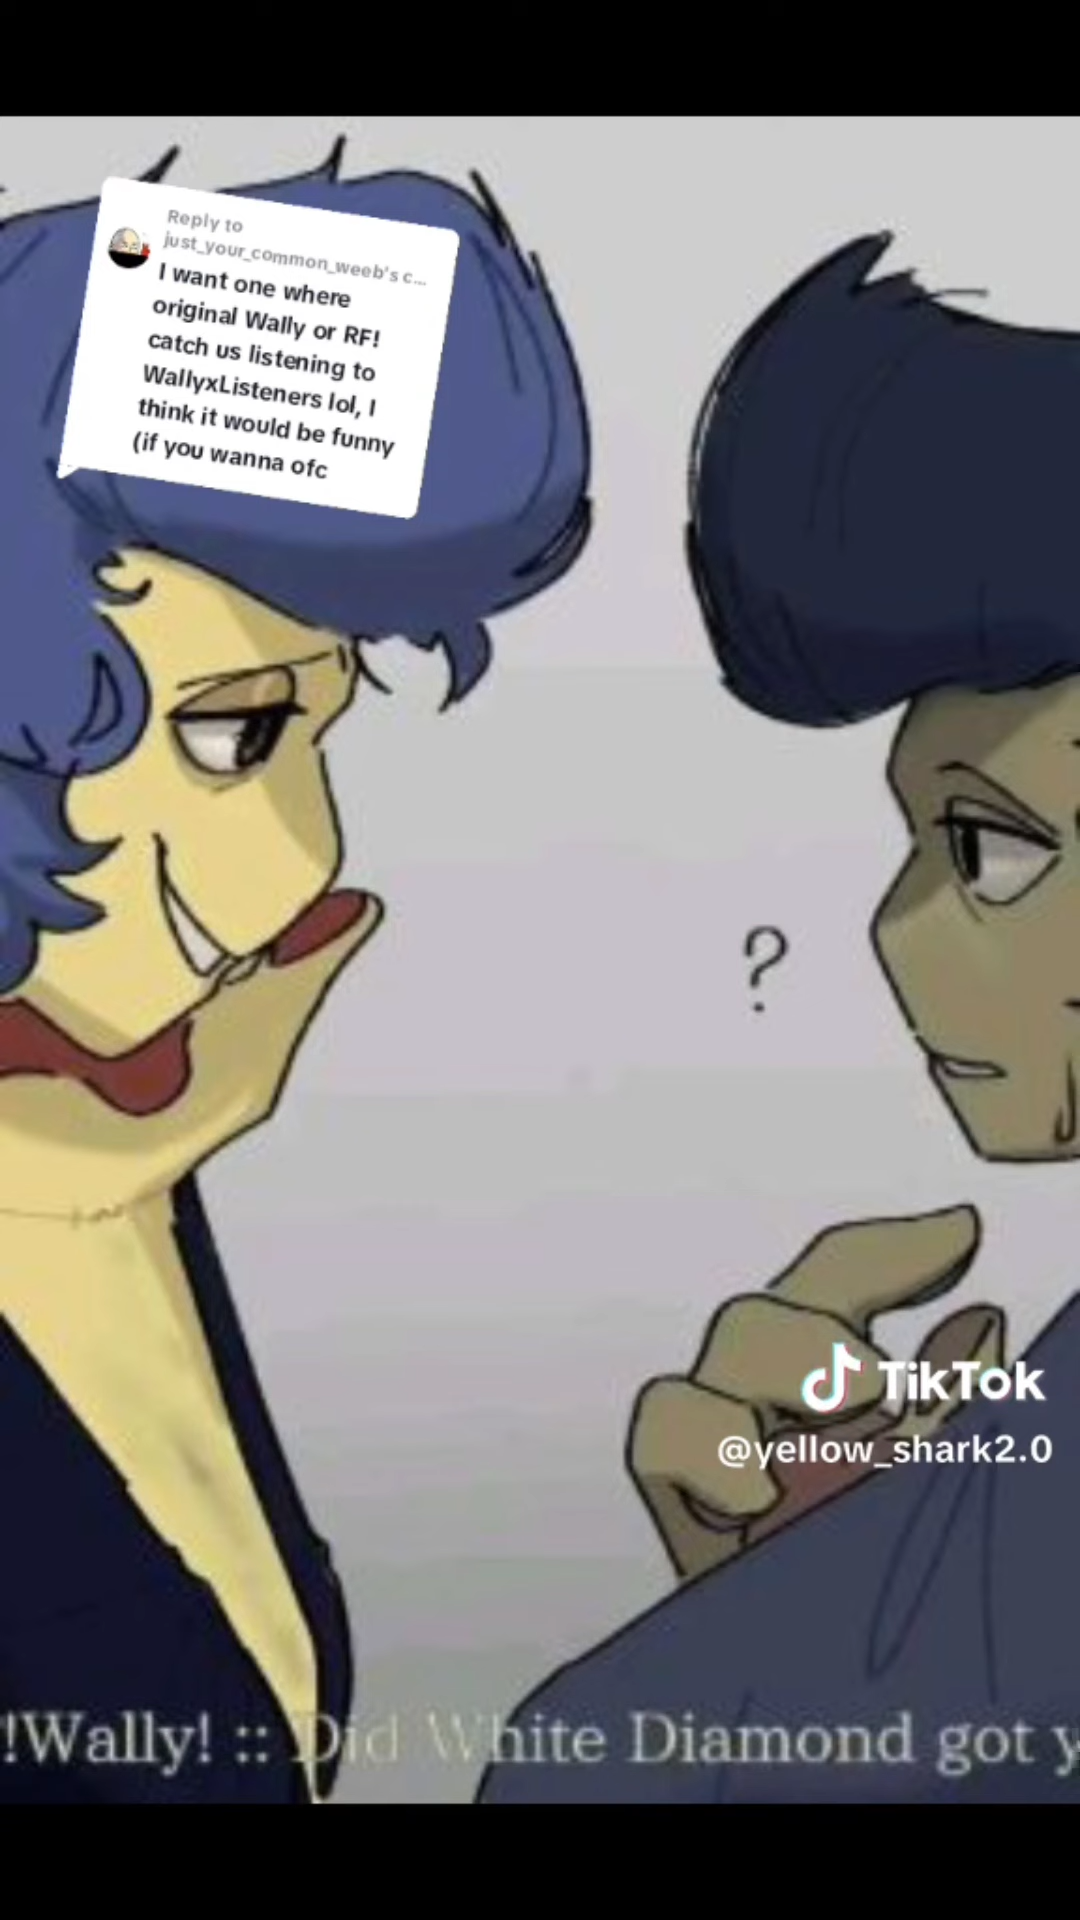 Reply to
just_your_common_weeb's c...
I want one where
original Wally or RF!
catch us listening to
WallyxListeners lol, I
think it would be funny
(if you wanna ofc
?
TikTok
@yellow_shark2.0
!Wally! :: Did White Diamond got y